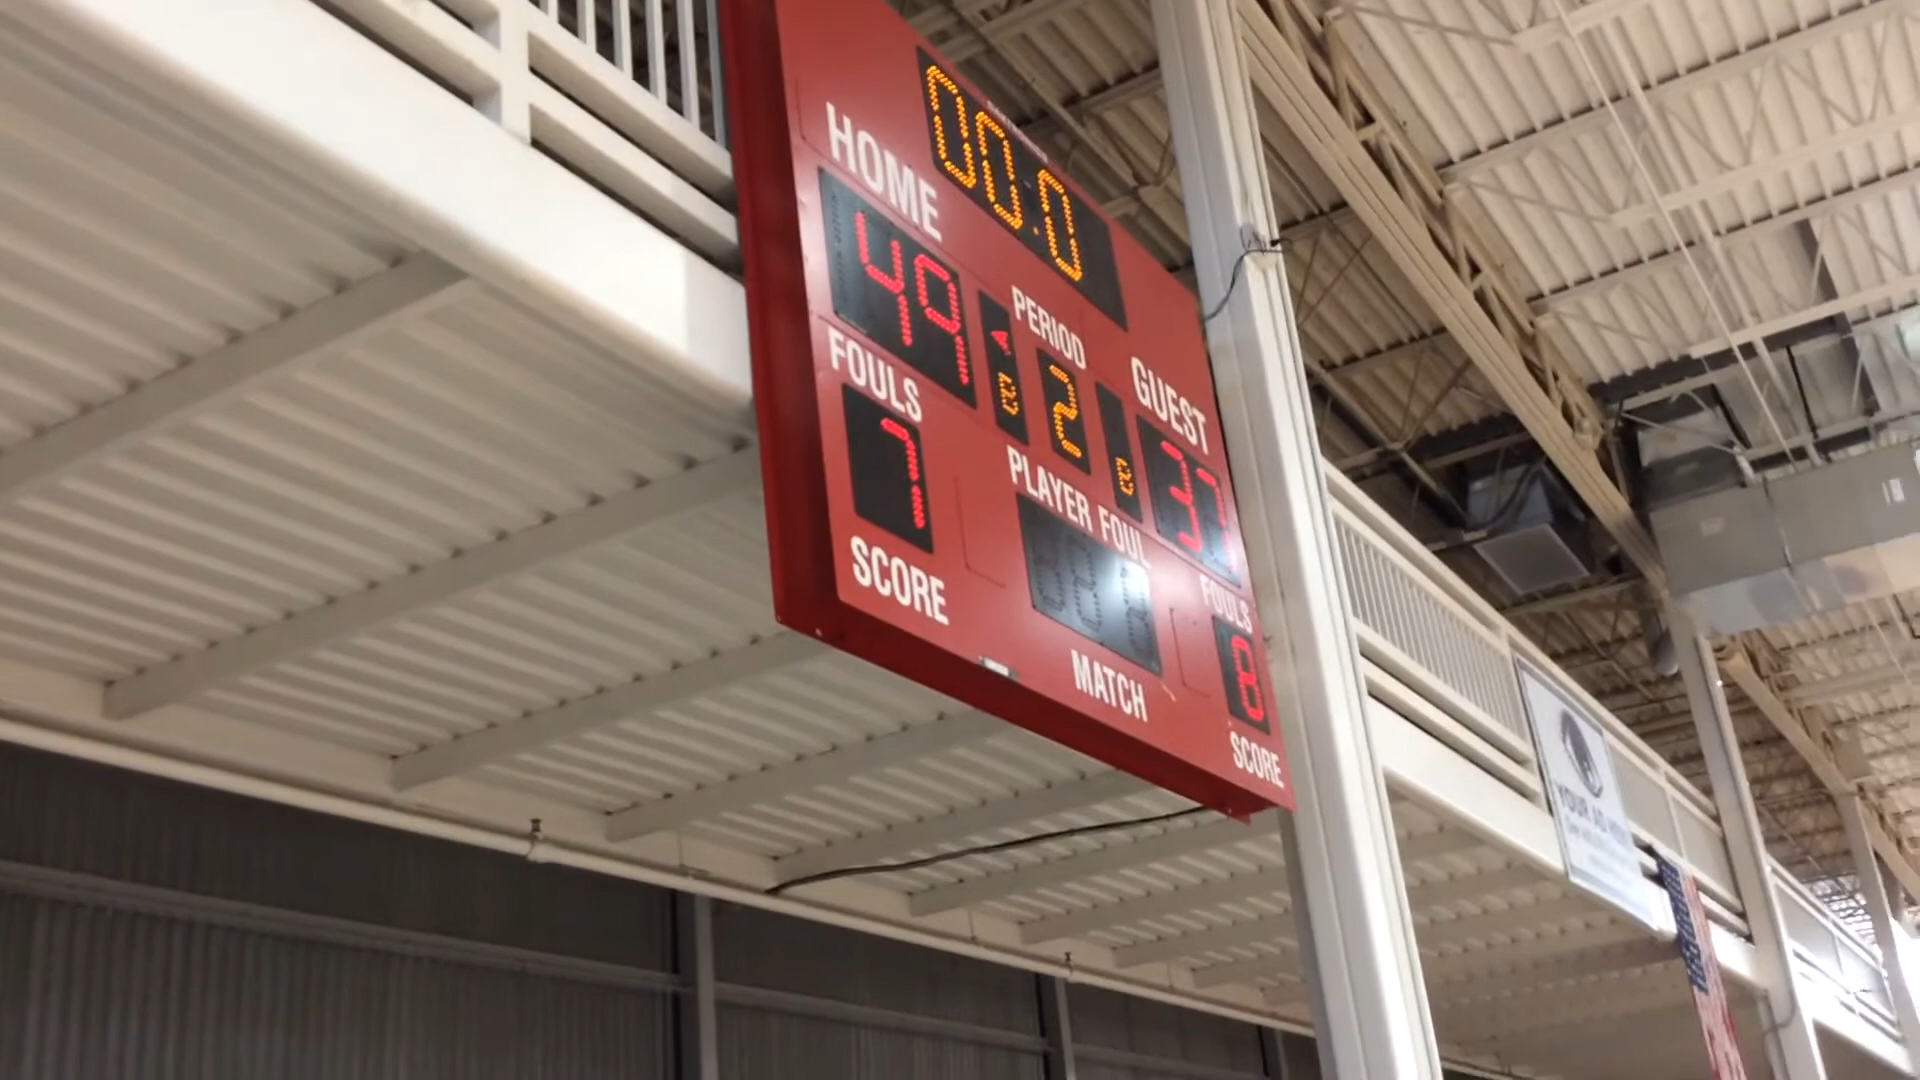 00:0
HOME
49
PERIOD
GUEST
B
2
B
37
FOULS
7
PLAYER FOUL
FOULS
8
SCORE
MATCH
SCORE
YOUR AD HERE